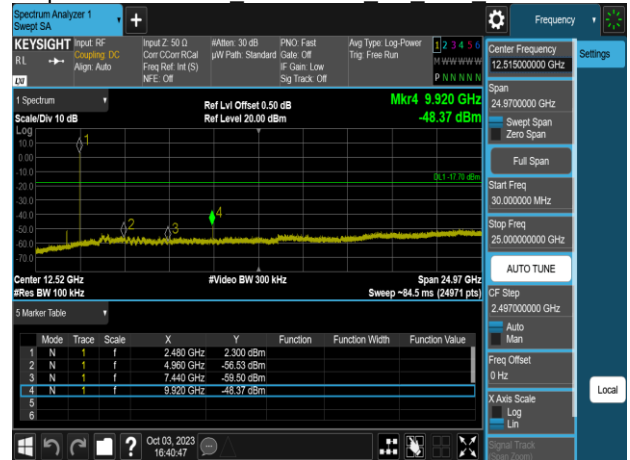 Spectrum Analyzer 1
Swept SA
Frequency
KEYSIGHT
RL
LXI
Input: RF
Coupling: DC
Align: Auto
Input Z: 50 Ω
Corr CCorr RCal
Freq Ref: Int (S)
NFE: Off
#Atten: 30 dB
µW Path: Standard
PNO: Fast
Gate: Off
IF Gain: Low
Sig Track: Off
Avg Type: Log-Power
Trig: Free Run
1 2 3 4 5 6
M W W W W W
P N N N N N
Center Frequency
12.515000000 GHz
Settings
Span
24.9700000 GHz
Swept Span
Zero Span
Full Span
Start Freq
30.000000 MHz
Stop Freq
25.000000000 GHz
AUTO TUNE
CF Step
2.497000000 GHz
Auto
Man
Freq Offset
0 Hz
X Axis Scale
Log
Lin
Signal Track
(Span Zoom)
Local
1 Spectrum
Scale/Div 10 dB
Ref Lvl Offset 0.50 dB
Ref Level 20.00 dBm
Mkr4 9.920 GHz
-48.37 dBm
Log
10.0
0.00
-10.0
-20.0
-30.0
-40.0
-50.0
-60.0
-70.0
1
2
3
4
DL1 -17.70 dBm
Center 12.52 GHz
#Res BW 100 kHz
#Video BW 300 kHz
Span 24.97 GHz
Sweep ~84.5 ms (24971 pts)
5 Marker Table
Mode Trace Scale X Y Function Function Width Function Value
1 N 1 f 2.480 GHz 2.300 dBm
2 N 1 f 4.960 GHz -56.53 dBm
3 N 1 f 7.440 GHz -59.50 dBm
4 N 1 f 9.920 GHz -48.37 dBm
5
6
?
Oct 03, 2023
16:40:47